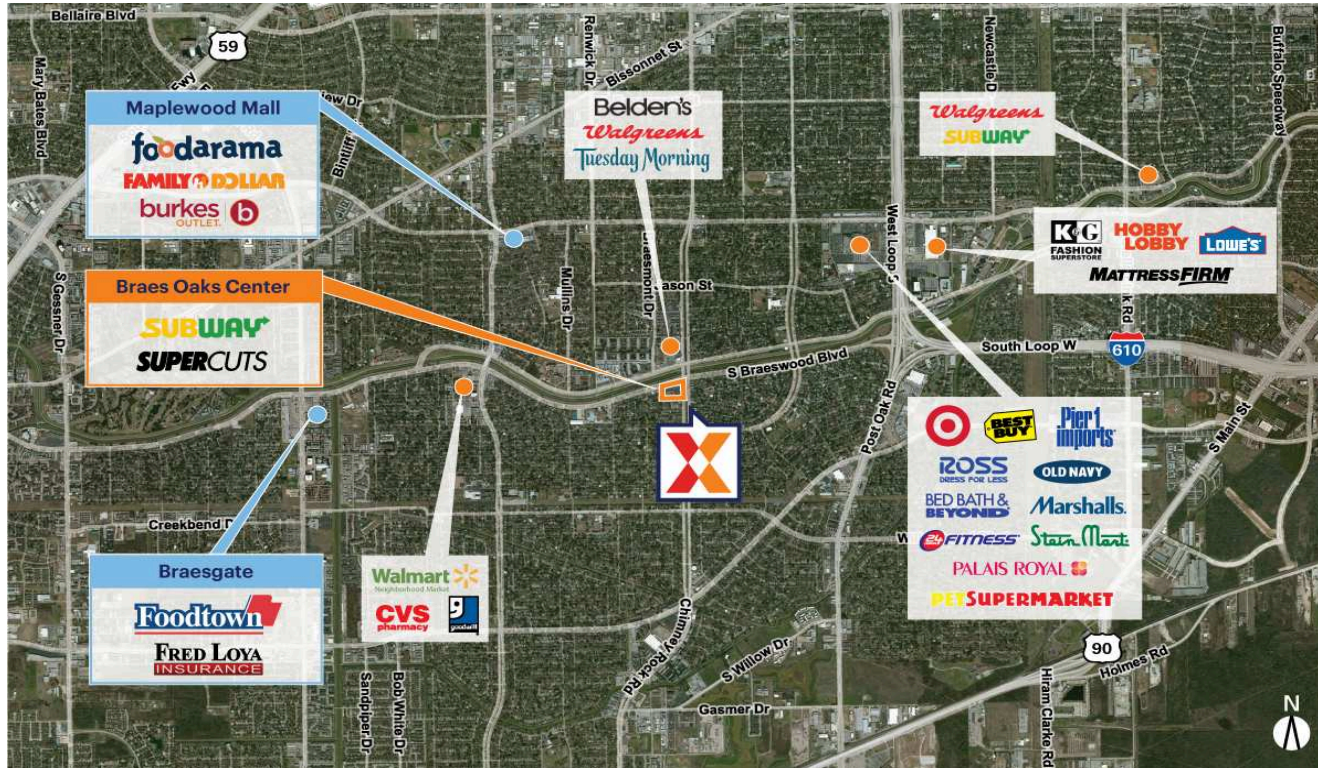 Bellaire Blvd
59
Mary Bates Blvd
Fwy
iew Dr
Bintliff
Renwick Dr
Bissonnet St
Newcastle D
Buffalo Speedway
Maplewood Mall
foodarama
FAMILY DOLLAR
burkes
OUTLET
b
Belden's
Walgreens
Tuesday Morning
Walgreens
SUBWAY
K&G
FASHION
SUPERSTORE
HOBBY
LOBBY
LOWE'S
MATTRESSFIRM
S Gessner Dr
Braes Oaks Center
SUBWAY
SUPERCUTS
Mullins Dr
Braesmont Dr
ason St
West Loop S
k Rd
S Braeswood Blvd
South Loop W
610
Post Oak Rd
S Main St
BEST
BUY
Pier 1
imports
ROSS
DRESS FOR LESS
OLD NAVY
BED BATH &
BEYOND
Marshalls.
24
FITNESS
Stein Mart
PALAIS ROYAL
PETSUPERMARKET
Creekbend D
W
Braesgate
Foodtown
FRED LOYA
INSURANCE
Walmart
Neighborhood Market
CVS
pharmacy
goodwill
Sandpiper Dr
Bob White Dr
Chimney Rock Rd
S Willow Dr
Gasmer Dr
90
Holmes Rd
Hiram Clarke Rd
N